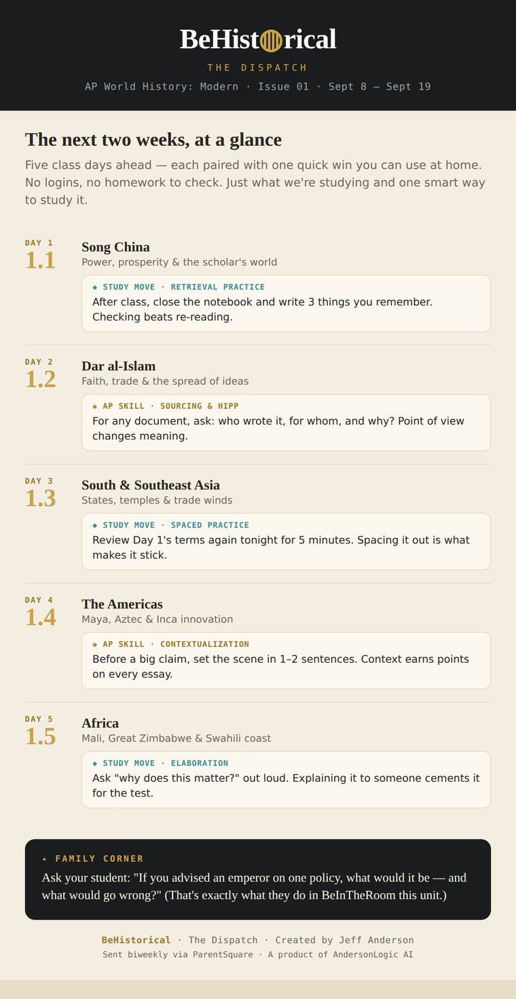 BeHistorical
THE DISPATCH
AP World History: Modern · Issue 01 · Sept 8 — Sept 19
The next two weeks, at a glance
Five class days ahead — each paired with one quick win you can use at home.
No logins, no homework to check. Just what we're studying and one smart way
to study it.
DAY 1
1.1
Song China
Power, prosperity & the scholar's world
◆ STUDY MOVE · RETRIEVAL PRACTICE
After class, close the notebook and write 3 things you remember.
Checking beats re-reading.
DAY 2
1.2
Dar al-Islam
Faith, trade & the spread of ideas
◈ AP SKILL · SOURCING & HIPP
For any document, ask: who wrote it, for whom, and why? Point of view
changes meaning.
DAY 3
1.3
South & Southeast Asia
States, temples & trade winds
◆ STUDY MOVE · SPACED PRACTICE
Review Day 1's terms again tonight for 5 minutes. Spacing it out is what
makes it stick.
DAY 4
1.4
The Americas
Maya, Aztec & Inca innovation
◈ AP SKILL · CONTEXTUALIZATION
Before a big claim, set the scene in 1–2 sentences. Context earns points
on every essay.
DAY 5
1.5
Africa
Mali, Great Zimbabwe & Swahili coast
◆ STUDY MOVE · ELABORATION
Ask "why does this matter?" out loud. Explaining it to someone cements it
for the test.
✦ FAMILY CORNER
Ask your student: "If you advised an emperor on one policy, what would it be — and
what would go wrong?" (That's exactly what they do in BeInTheRoom this unit.)
BeHistorical · The Dispatch · Created by Jeff Anderson
Sent biweekly via ParentSquare · A product of AndersonLogic AI